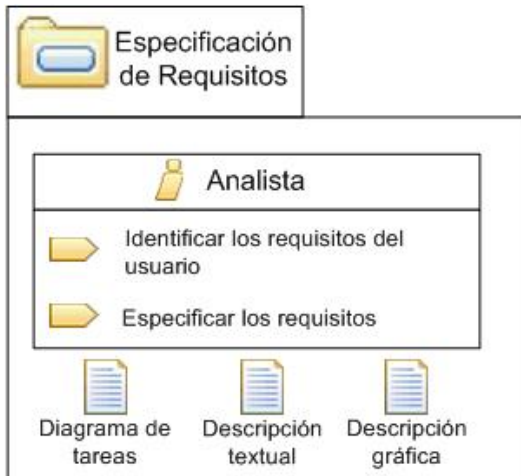 Especificación
de Requisitos
Analista
Identificar los requisitos del
usuario
Especificar los requisitos
Diagrama de
tareas
Descripción
textual
Descripción
gráfica